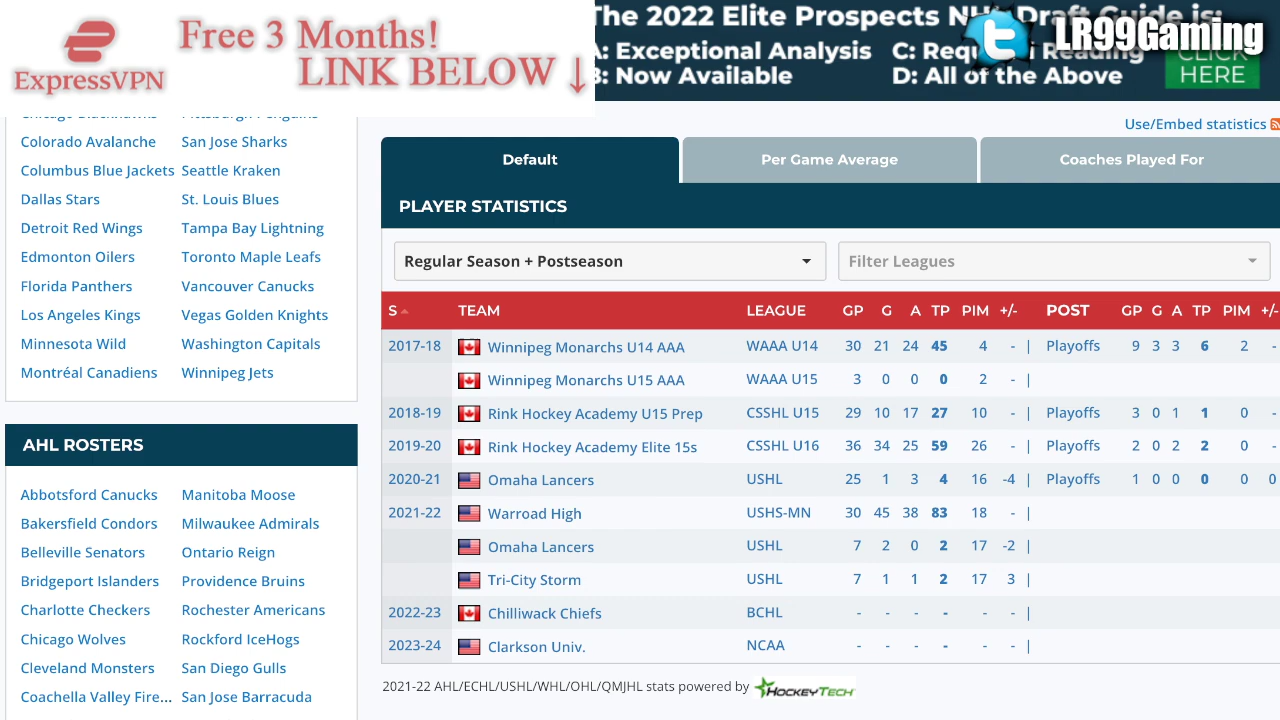 ExpressVPN
Free 3 Months!
LINK BELOW ↓
The 2022 Elite Prospects Draft Guide is:
A: Exceptional Analysis C: Reading
B: Now Available D: All of the Above
CLICK
HERE
LR99Gaming
Chicago Blackhawks Pittsburgh Penguins
Colorado Avalanche San Jose Sharks
Columbus Blue Jackets Seattle Kraken
Dallas Stars St. Louis Blues
Detroit Red Wings Tampa Bay Lightning
Edmonton Oilers Toronto Maple Leafs
Florida Panthers Vancouver Canucks
Los Angeles Kings Vegas Golden Knights
Minnesota Wild Washington Capitals
Montréal Canadiens Winnipeg Jets
AHL ROSTERS
Abbotsford Canucks Manitoba Moose
Bakersfield Condors Milwaukee Admirals
Belleville Senators Ontario Reign
Bridgeport Islanders Providence Bruins
Charlotte Checkers Rochester Americans
Chicago Wolves Rockford IceHogs
Cleveland Monsters San Diego Gulls
Coachella Valley Fire... San Jose Barracuda
Use/Embed statistics
Default Per Game Average Coaches Played For
PLAYER STATISTICS
Regular Season + Postseason Filter Leagues
S TEAM LEAGUE GP G A TP PIM +/- POST GP G A TP PIM +/-
2017-18 Winnipeg Monarchs U14 AAA WAAA U14 30 21 24 45 4 - | Playoffs 9 3 3 6 2 -
Winnipeg Monarchs U15 AAA WAAA U15 3 0 0 0 2 - |
2018-19 Rink Hockey Academy U15 Prep CSSHL U15 29 10 17 27 10 - | Playoffs 3 0 1 1 0 -
2019-20 Rink Hockey Academy Elite 15s CSSHL U16 36 34 25 59 26 - | Playoffs 2 0 2 2 0 -
2020-21 Omaha Lancers USHL 25 1 3 4 16 -4 | Playoffs 1 0 0 0 0 0
2021-22 Warroad High USHS-MN 30 45 38 83 18 - |
Omaha Lancers USHL 7 2 0 2 17 -2 |
Tri-City Storm USHL 7 1 1 2 17 3 |
2022-23 Chilliwack Chiefs BCHL - - - - - - |
2023-24 Clarkson Univ. NCAA - - - - - - |
2021-22 AHL/ECHL/USHL/WHL/OHL/QMJHL stats powered by HOCKEYTECH